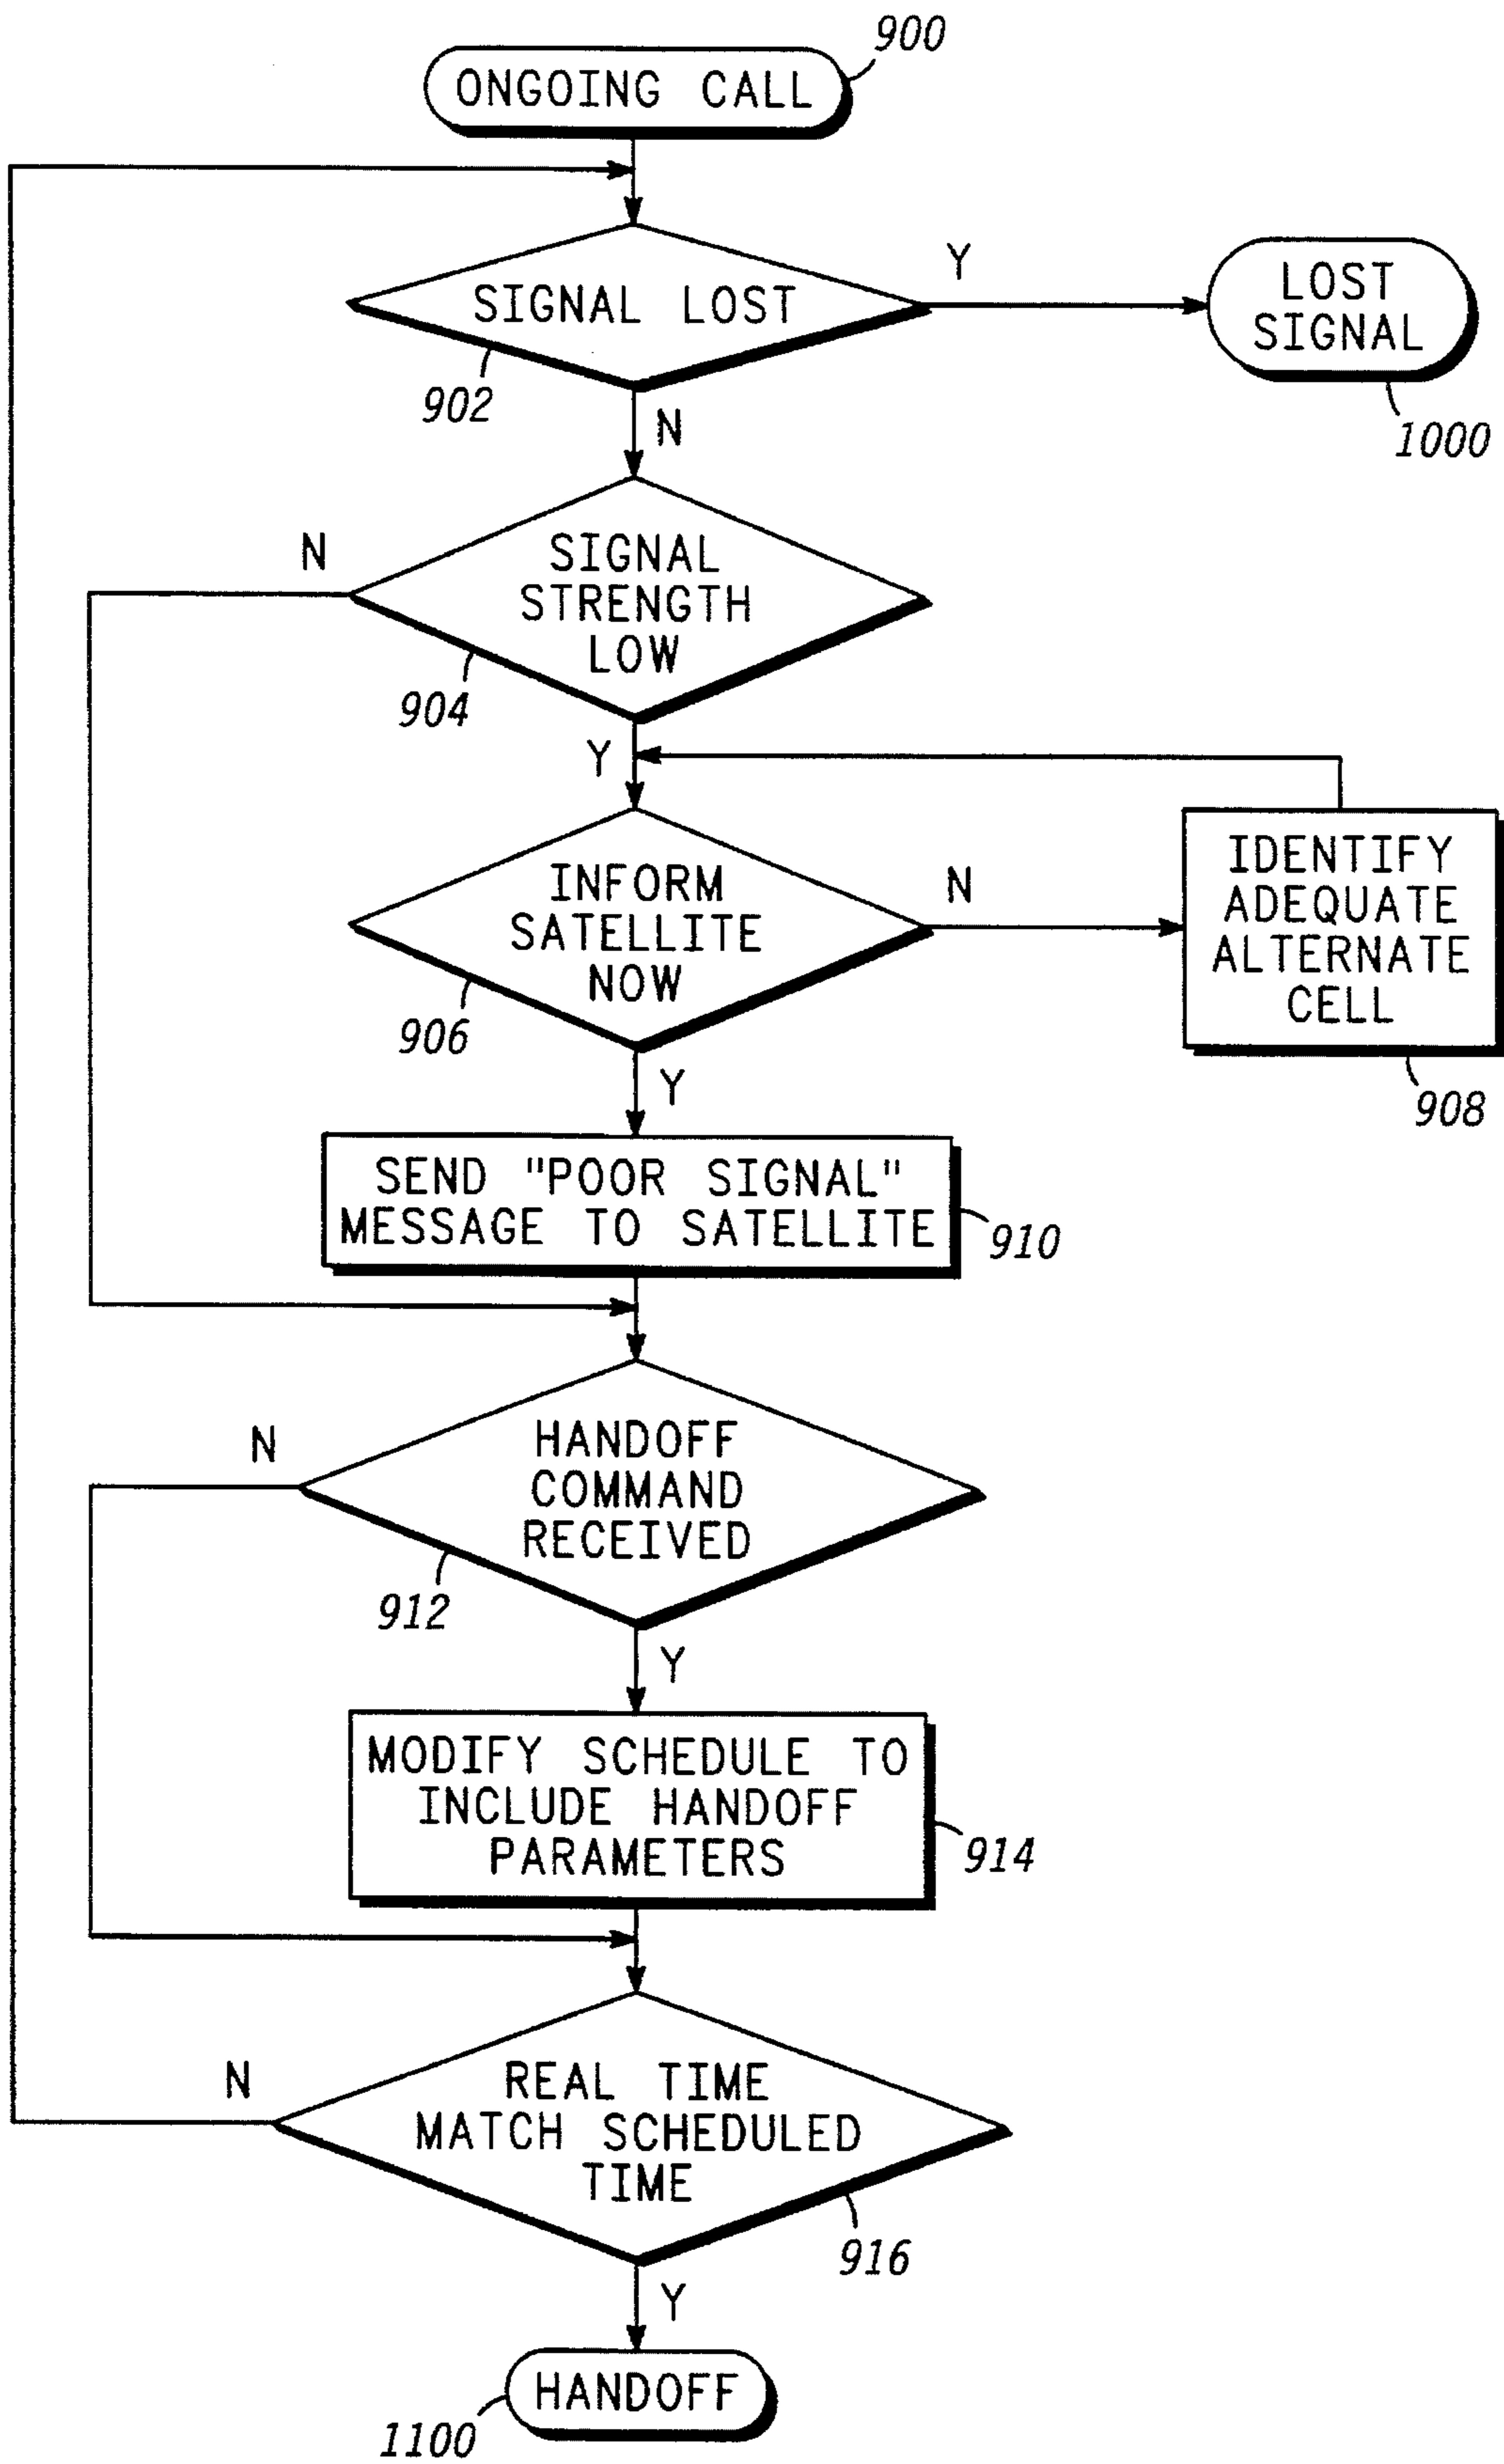 900
ONGOING CALL
SIGNAL LOST
Y
LOST
SIGNAL
902
1000
N
SIGNAL
STRENGTH
LOW
N
904
Y
INFORM
SATELLITE
NOW
N
IDENTIFY
ADEQUATE
ALTERNATE
CELL
906
908
Y
SEND "POOR SIGNAL"
MESSAGE TO SATELLITE
910
HANDOFF
COMMAND
RECEIVED
N
912
Y
MODIFY SCHEDULE TO
INCLUDE HANDOFF
PARAMETERS
914
REAL TIME
MATCH SCHEDULED
TIME
N
916
Y
HANDOFF
1100